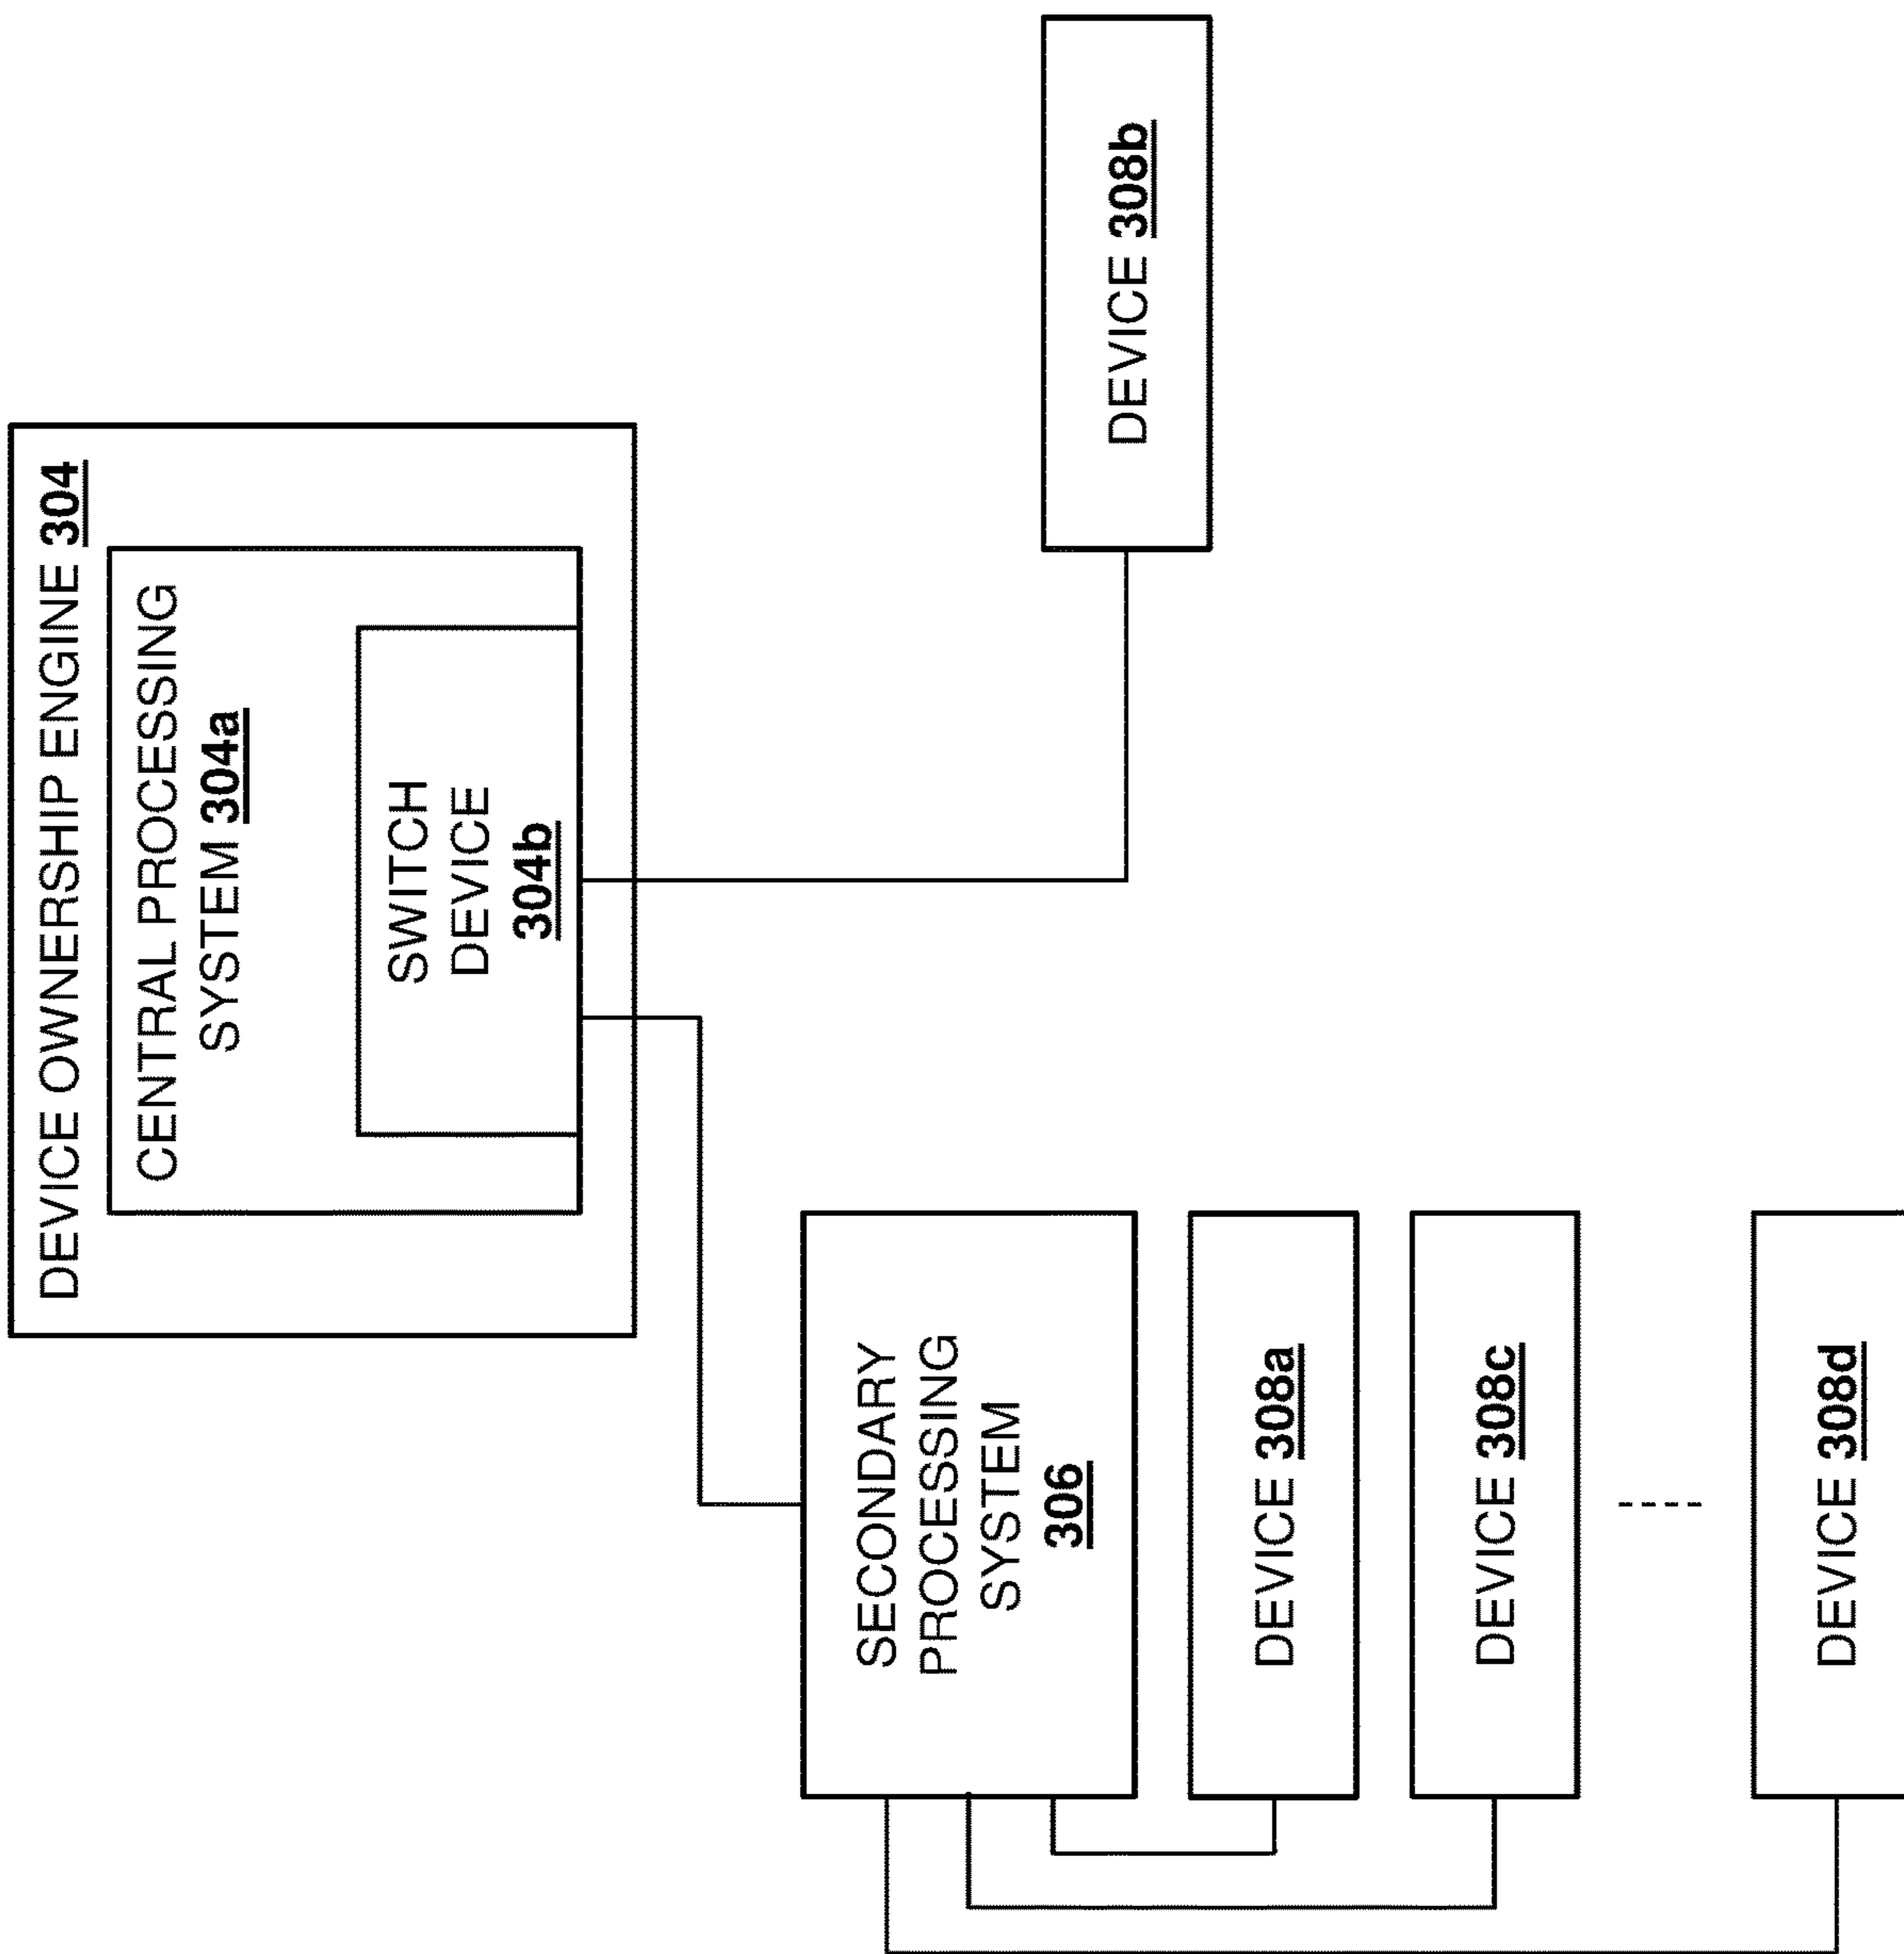 DEVICE OWNERSHIP ENGINE 304
CENTRAL PROCESSING
SYSTEM 304a
SWITCH
DEVICE
304b
SECONDARY
PROCESSING
SYSTEM
306
DEVICE 308b
DEVICE 308a
DEVICE 308c
DEVICE 308d